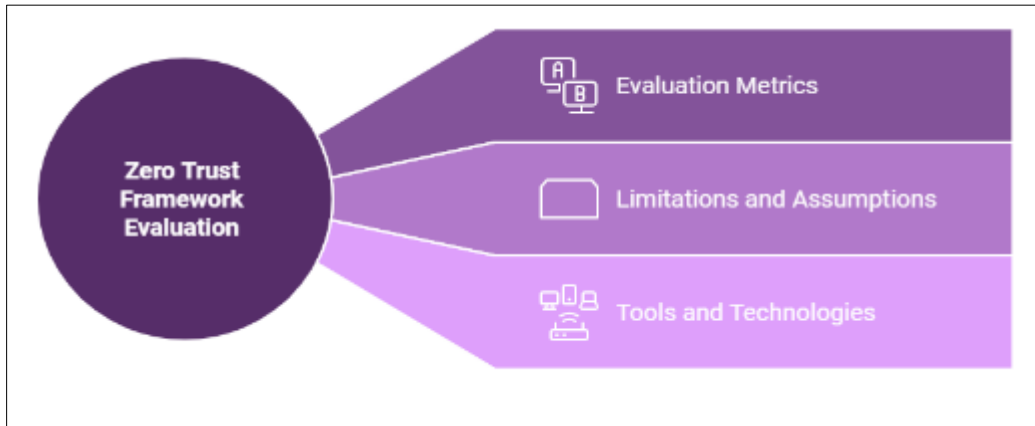 Zero Trust
Framework
Evaluation
A
B
Evaluation Metrics
Limitations and Assumptions
Tools and Technologies